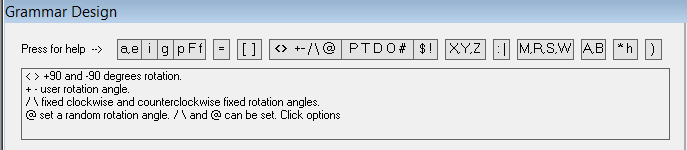 Grammar Design
Press for help --> a,e i g p F f = [ ] <> +-/\@ P T D O # $ ! X,Y,Z : | M,R,S,W A,B * h )
< > +90 and -90 degrees rotation.
+ - user rotation angle.
/ \ fixed clockwise and counterclockwise fixed rotation angles.
@ set a random rotation angle. / \ and @ can be set. Click options